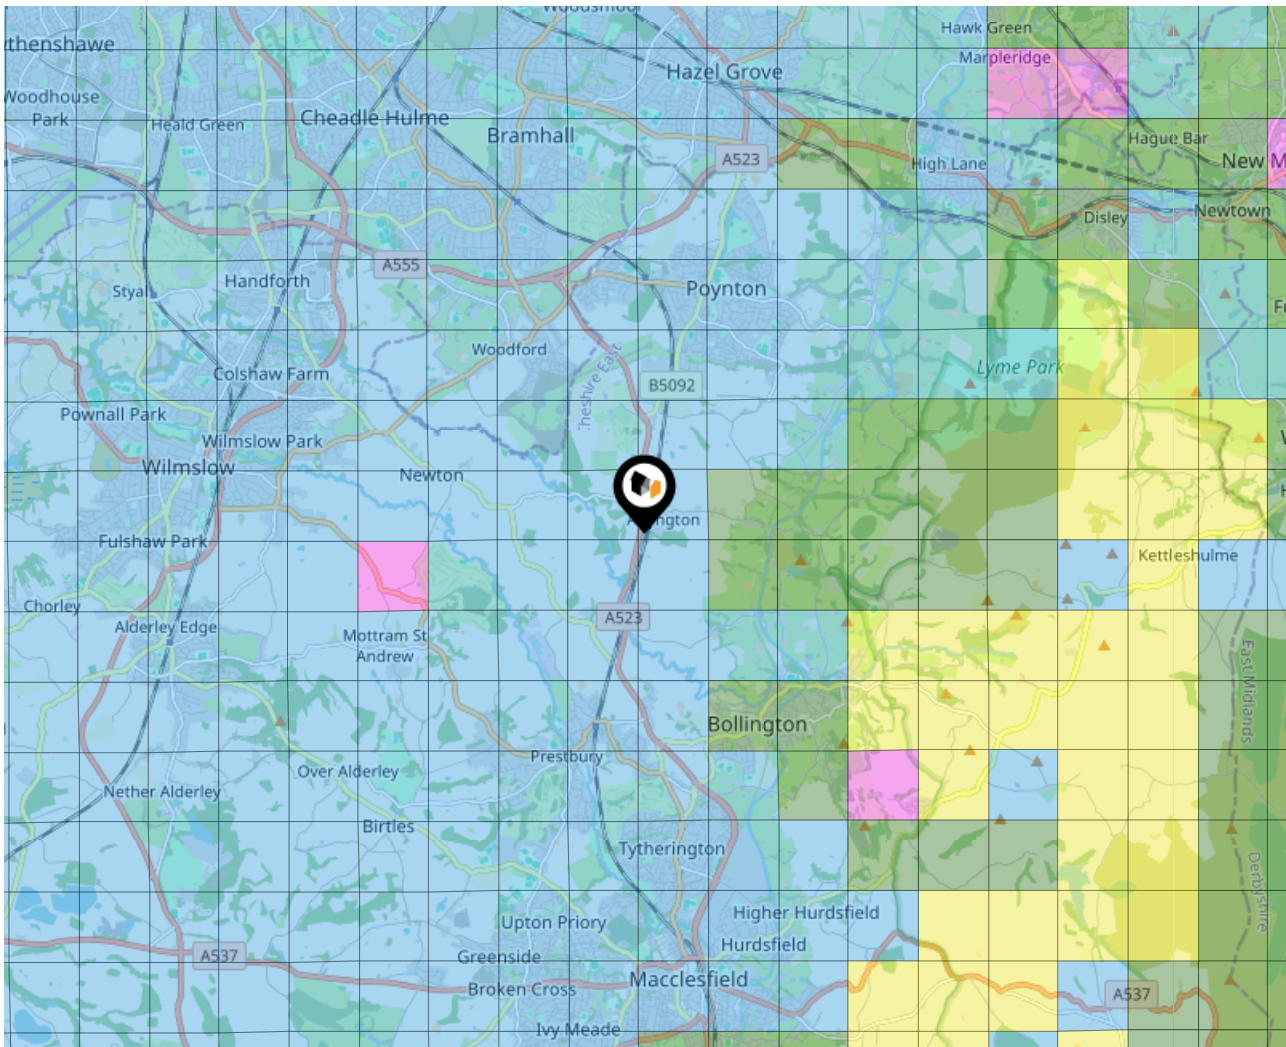 Hawk Green
thenshawe
Marpleridge
Hazel Grove
Woodhouse
Park
Heald Green
Cheadle Hulme
Bramhall
Hague Bar
A523
High Lane
New M
Disley
Newtown
A555
Styal
Handforth
Poynton
Woodford
Lyme Park
Colshaw Farm
B5092
Cheshire East
Pownall Park
Wilmslow Park
Wilmslow
Newton
Fulshaw Park
Kettleshulme
Chorley
A523
Alderley Edge
Mottram St
Andrew
East Midlands
Bollington
Prestbury
Over Alderley
Nether Alderley
Birtles
Tytherington
Derbyshire
Upton Priory
Higher Hurdsfield
Hurdsfield
A537
Greenside
Macclesfield
Broken Cross
A537
Ivy Meade